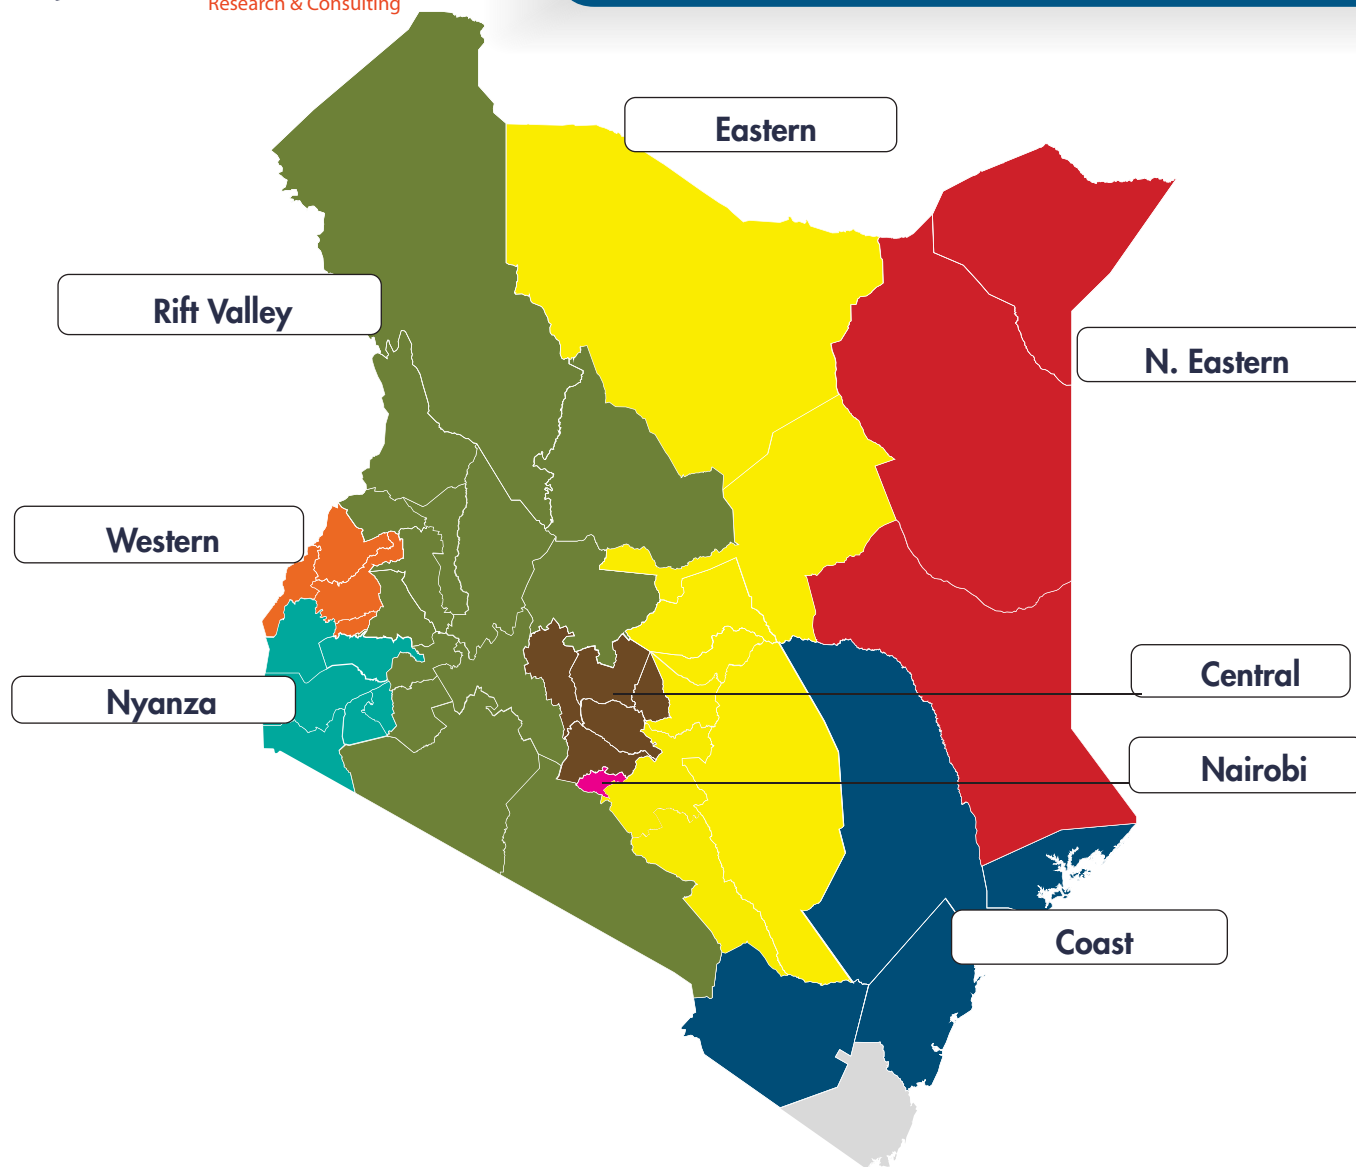 Research & Consulting
Eastern
Rift Valley
N. Eastern
Western
Central
Nyanza
Nairobi
Coast